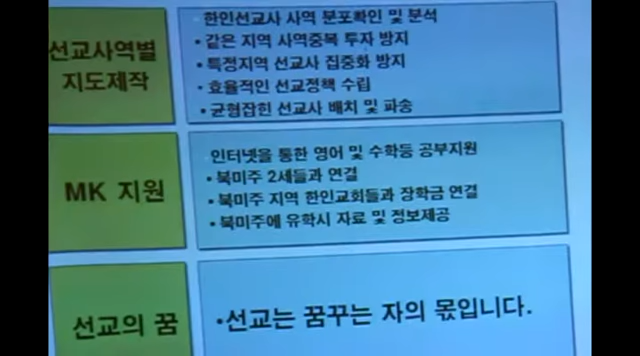 선교사역별
지도제작
한인선교사 사역 분포확인 및 분석
• 같은 지역 사역중복 투자 방지
• 특정지역 선교사 집중화 방지
• 효율적인 선교정책 수립
• 균형잡힌 선교사 배치 및 파송
MK 지원
인터넷을 통한 영어 및 수학등 공부지원
• 북미주 2세들과 연결
• 북미주 지역 한인교회들과 장학금 연결
• 북미주에 유학시 자료 및 정보제공
선교의 꿈
• 선교는 꿈꾸는 자의 몫입니다.